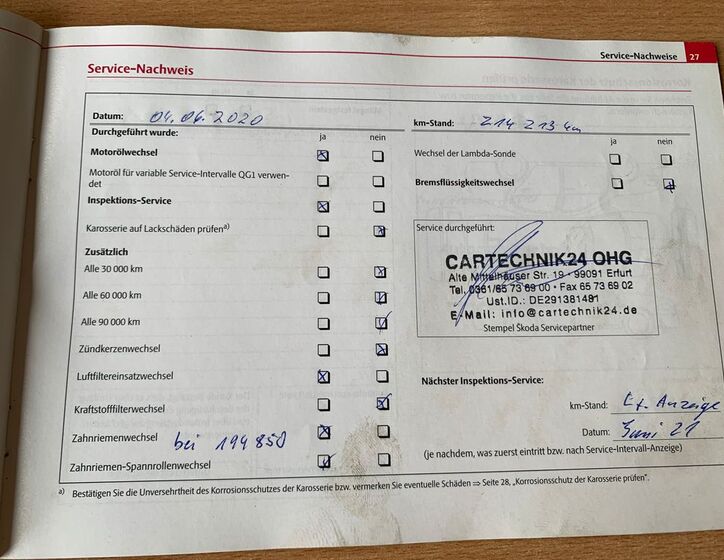 Service-Nachweise 27
Service-Nachweis
Datum: 04.06.2020
km-Stand: 214 213 km
Durchgeführt wurde:
ja nein
ja nein
Motorölwechsel
Wechsel der Lambda-Sonde
Motoröl für variable Service-Intervalle QG1 verwen-
det
Bremsflüssigkeitswechsel
Inspektions-Service
Karosserie auf Lackschäden prüfen a)
Service durchgeführt:
CARTECHNIK24 OHG
Alte Mittelhäuser Str. 19 · 99091 Erfurt
Tel. 0361/65 73 69 00 · Fax 65 73 69 02
Ust.ID.: DE291381481
E-Mail: info@cartechnik24.de
Stempel Škoda Servicepartner
Zusätzlich
Alle 30 000 km
Alle 60 000 km
Alle 90 000 km
Zündkerzenwechsel
Luftfiltereinsatzwechsel
Kraftstofffilterwechsel
Zahnriemenwechsel bei 194850
Zahnriemen-Spannrollenwechsel
Nächster Inspektions-Service:
km-Stand: Lt. Anzeige
Datum: Juni 21
(je nachdem, was zuerst eintritt bzw. nach Service-Intervall-Anzeige)
a) Bestätigen Sie die Unversehrtheit des Korrosionsschutzes der Karosserie bzw. vermerken Sie eventuelle Schäden ⇒ Seite 28, „Korrosionsschutz der Karosserie prüfen".